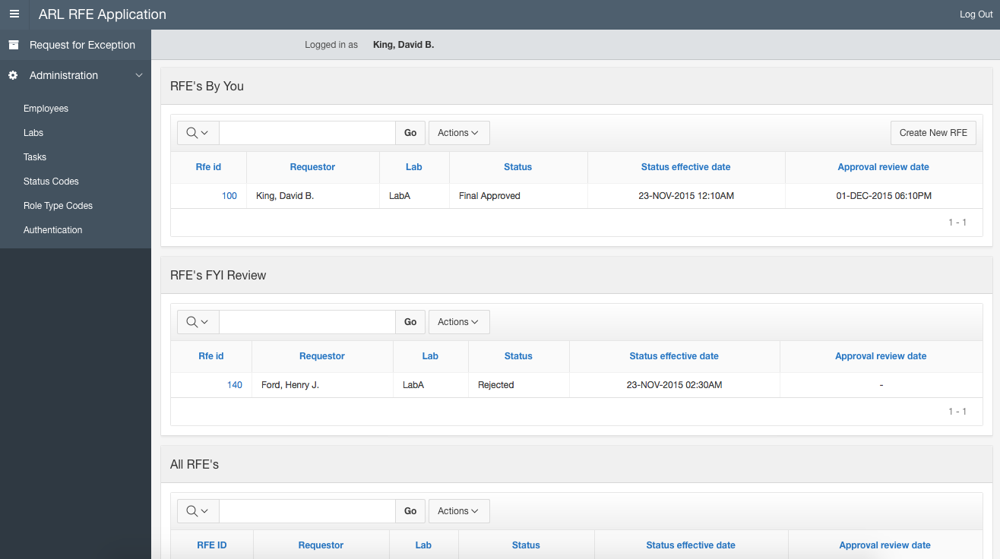 ARL RFE Application
Log Out
Request for Exception
Logged in as King, David B.
Administration
Employees
Labs
Tasks
Status Codes
Role Type Codes
Authentication
RFE's By You
Go Actions Create New RFE
Rfe id Requestor Lab Status Status effective date Approval review date
100 King, David B. LabA Final Approved 23-NOV-2015 12:10AM 01-DEC-2015 06:10PM
1 - 1
RFE's FYI Review
Go Actions
Rfe id Requestor Lab Status Status effective date Approval review date
140 Ford, Henry J. LabA Rejected 23-NOV-2015 02:30AM -
1 - 1
All RFE's
Go Actions
RFE ID Requestor Lab Status Status effective date Approval review date